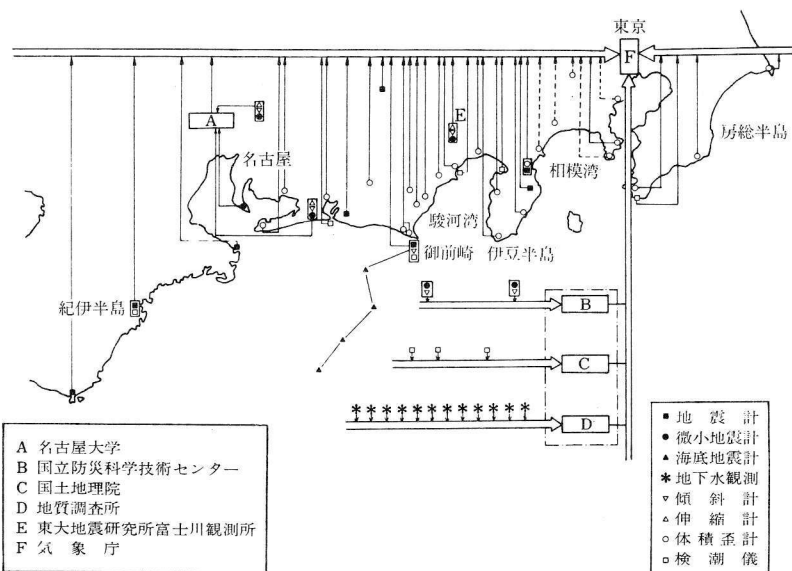 東京
F
A
E
名古屋
房総半島
相模湾
駿河湾
御前崎
伊豆半島
紀伊半島
B
C
D
A 名古屋大学
B 国立防災科学技術センター
C 国土地理院
D 地質調査所
E 東大地震研究所富士川観測所
F 気象庁
■ 地震計
● 微小地震計
▲ 海底地震計
* 地下水観測
▽ 傾斜計
△ 伸縮計
○ 体積歪計
□ 検潮儀